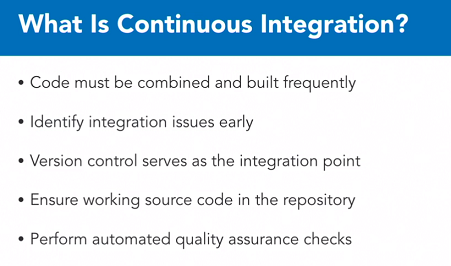 What Is Continuous Integration?
• Code must be combined and built frequently
• Identify integration issues early
• Version control serves as the integration point
• Ensure working source code in the repository
• Perform automated quality assurance checks